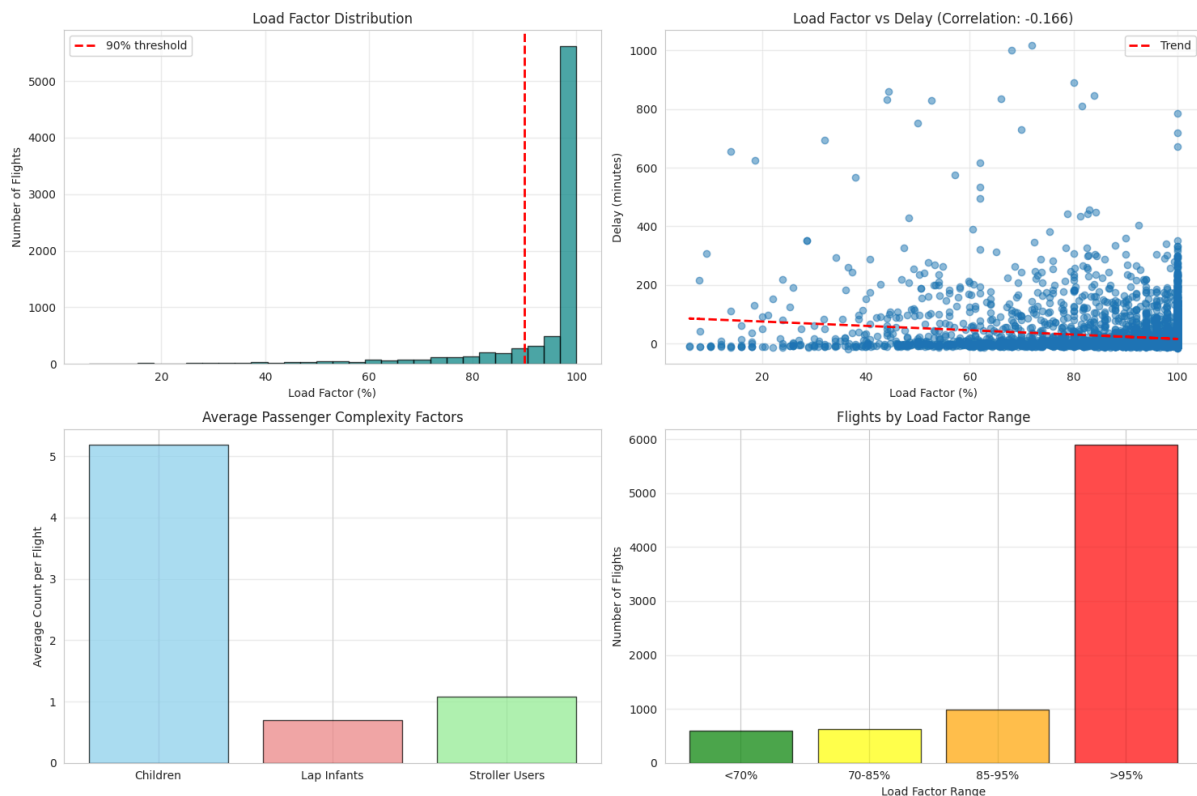 Load Factor Distribution
90% threshold
Number of Flights
5000
4000
3000
2000
1000
0
20
40
60
80
100
Load Factor (%)
Load Factor vs Delay (Correlation: -0.166)
Trend
Delay (minutes)
1000
800
600
400
200
0
20
40
60
80
100
Load Factor (%)
Average Passenger Complexity Factors
Average Count per Flight
5
4
3
2
1
0
Children
Lap Infants
Stroller Users
Flights by Load Factor Range
Number of Flights
6000
5000
4000
3000
2000
1000
0
<70%
70-85%
85-95%
>95%
Load Factor Range